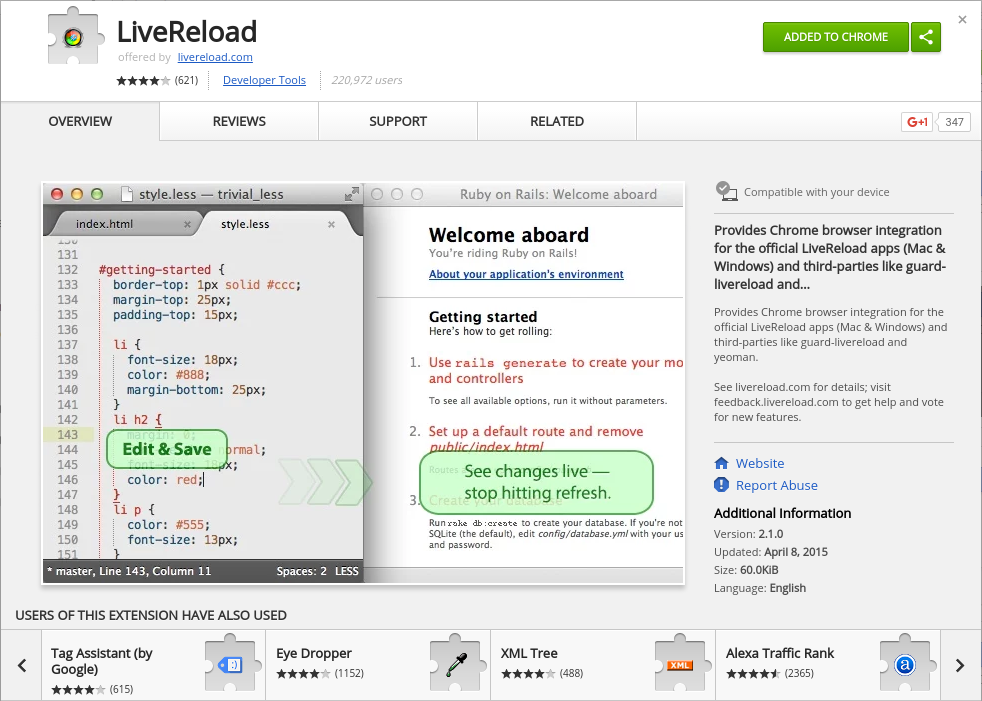 LiveReload
offered by livereload.com
(621) Developer Tools 220,972 users
ADDED TO CHROME
OVERVIEW REVIEWS SUPPORT RELATED
G+1 347
style.less — trivial_less
index.html × style.less ×
131
132 #getting-started {
133 border-top: 1px solid #ccc;
134 margin-top: 25px;
135 padding-top: 15px;
136
137 li {
138 font-size: 18px;
139 color: #888;
140 margin-bottom: 25px;
141 }
142 li h2 {
143 margin: 0;
144 normal;
145 font-size: 18px;
146 color: red;
147 }
148 li p {
149 color: #555;
150 font-size: 13px;
151 }
Edit & Save
* master, Line 143, Column 11 Spaces: 2 LESS
Ruby on Rails: Welcome aboard
Welcome aboard
You're riding Ruby on Rails!
About your application's environment
Getting started
Here's how to get rolling:
1. Use rails generate to create your mo
and controllers
To see all available options, run it without parameters.
2. Set up a default route and remove
public/index.html
Routes
See changes live —
stop hitting refresh.
3. Create your database
Run rake db:create to create your database. If you're not
SQLite (the default), edit config/database.yml with your us
and password.
Compatible with your device
Provides Chrome browser integration
for the official LiveReload apps (Mac &
Windows) and third-parties like guard-
livereload and...
Provides Chrome browser integration for the
official LiveReload apps (Mac & Windows) and
third-parties like guard-livereload and
yeoman.
See livereload.com for details; visit
feedback.livereload.com to get help and vote
for new features.
Website
Report Abuse
Additional Information
Version: 2.1.0
Updated: April 8, 2015
Size: 60.0KiB
Language: English
USERS OF THIS EXTENSION HAVE ALSO USED
Tag Assistant (by
Google)
(615)
Eye Dropper
(1152)
XML Tree
(488)
XML
Alexa Traffic Rank
(2365)
a